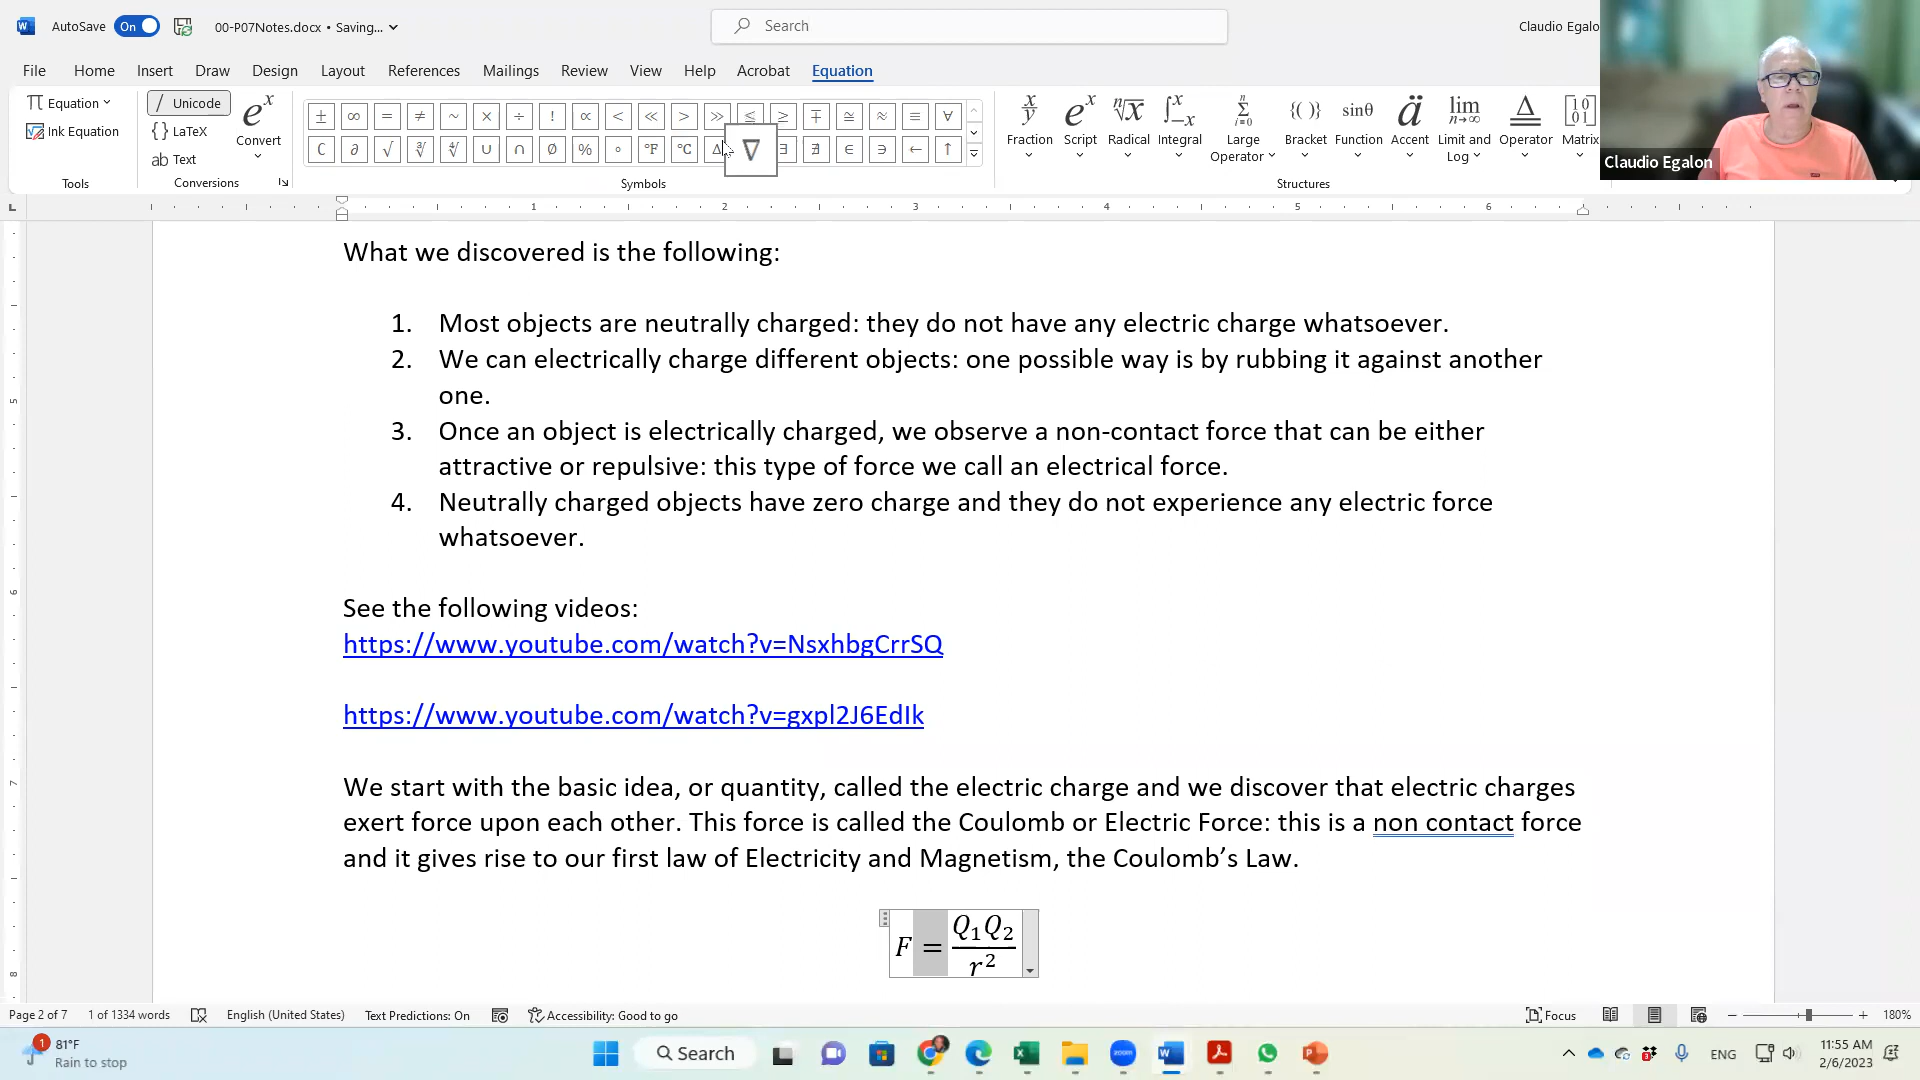 AutoSave On 00-P07Notes.docx • Saving... Search Claudio Egalo
File Home Insert Draw Design Layout References Mailings Review View Help Acrobat Equation
Equation Unicode
Ink Equation LaTeX
Text
Convert
Tools Conversions Symbols Structures
± ∞ = ≠ ~ × ÷ ! ∝ < ≪ > ≫ ≤ ≥ ∓ ≅ ≈ ≡ ∀
∁ ∂ √ ∛ ∜ ∪ ∩ ∅ % ° °F °C ∆ ∇ ∃ ∄ ∈ ∋ ← ↑
Fraction Script Radical Integral Large Operator Bracket Function Accent Limit and Log Operator Matrix
Claudio Egalon
1 2 3 4 5 6
What we discovered is the following:
1. Most objects are neutrally charged: they do not have any electric charge whatsoever.
2. We can electrically charge different objects: one possible way is by rubbing it against another
one.
3. Once an object is electrically charged, we observe a non-contact force that can be either
attractive or repulsive: this type of force we call an electrical force.
4. Neutrally charged objects have zero charge and they do not experience any electric force
whatsoever.
See the following videos:
https://www.youtube.com/watch?v=NsxhbgCrrSQ
https://www.youtube.com/watch?v=gxpl2J6EdIk
We start with the basic idea, or quantity, called the electric charge and we discover that electric charges
exert force upon each other. This force is called the Coulomb or Electric Force: this is a non contact force
and it gives rise to our first law of Electricity and Magnetism, the Coulomb’s Law.
F = Q₁Q₂/r²
Page 2 of 7 1 of 1334 words English (United States) Text Predictions: On Accessibility: Good to go Focus 180%
81°F
Rain to stop
Search
ENG
11:55 AM
2/6/2023